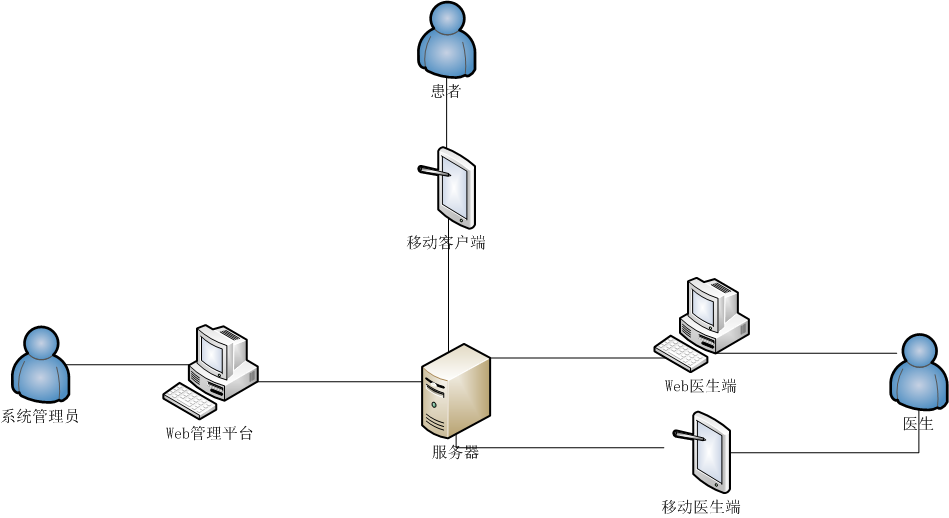 患者
移动客户端
Web医生端
系统管理员
Web管理平台
医生
服务器
移动医生端